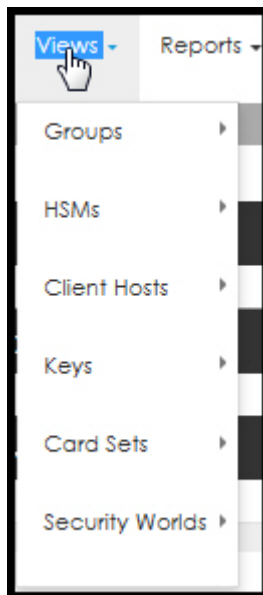 Views Reports
Groups
HSMs
Client Hosts
Keys
Card Sets
Security Worlds